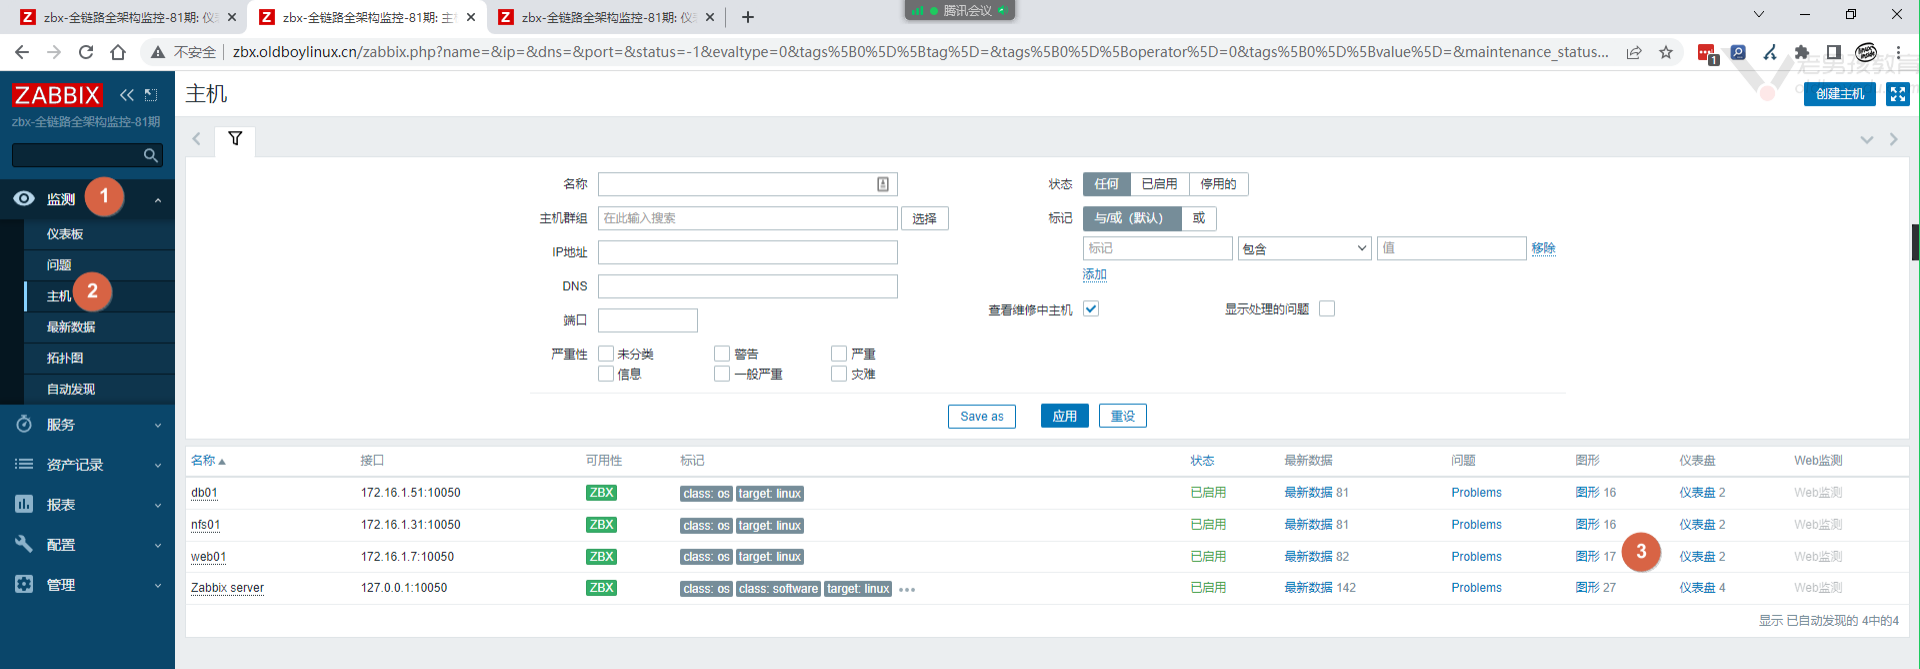 zbx-全链路全架构监控-81期: 仪
zbx-全链路全架构监控-81期: 主
zbx-全链路全架构监控-81期: 仪
腾讯会议
不安全
zbx.oldboylinux.cn/zabbix.php?name=&ip=&dns=&port=&status=-1&evaltype=0&tags%5B0%5D%5Btag%5D=&tags%5B0%5D%5Boperator%5D=0&tags%5B0%5D%5Bvalue%5D=&maintenance_status...
1
老男孩教育
ZABBIX
主机
创建主机
zbx-全链路全架构监控-81期
监测 1
仪表板
问题
主机 2
最新数据
拓扑图
自动发现
服务
资产记录
报表
配置
管理
名称
状态 任何 已启用 停用的
主机群组 在此输入搜索 选择
标记 与/或（默认） 或
IP地址
标记 包含 值 移除
添加
DNS
端口
查看维修中主机
显示处理的问题
严重性 未分类 警告 严重
信息 一般严重 灾难
Save as 应用 重设
名称 接口 可用性 标记 状态 最新数据 问题 图形 仪表盘 Web监测
db01 172.16.1.51:10050 ZBX class: os target: linux 已启用 最新数据 81 Problems 图形 16 仪表盘 2 Web监测
nfs01 172.16.1.31:10050 ZBX class: os target: linux 已启用 最新数据 81 Problems 图形 16 仪表盘 2 Web监测
web01 172.16.1.7:10050 ZBX class: os target: linux 已启用 最新数据 82 Problems 图形 17 3 仪表盘 2 Web监测
Zabbix server 127.0.0.1:10050 ZBX class: os class: software target: linux ••• 已启用 最新数据 142 Problems 图形 27 仪表盘 4 Web监测
显示 已自动发现的 4中的4